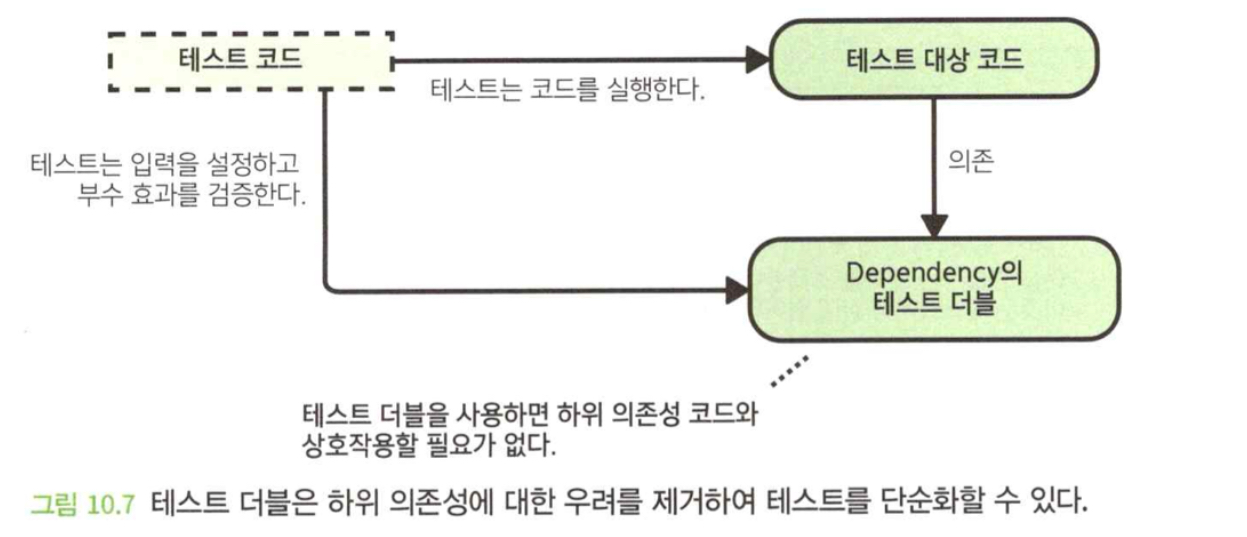 테스트 코드
테스트 대상 코드
테스트는 코드를 실행한다.
테스트는 입력을 설정하고
부수 효과를 검증한다.
의존
Dependency의
테스트 더블
테스트 더블을 사용하면 하위 의존성 코드와
상호작용할 필요가 없다.
그림 10.7 테스트 더블은 하위 의존성에 대한 우려를 제거하여 테스트를 단순화할 수 있다.